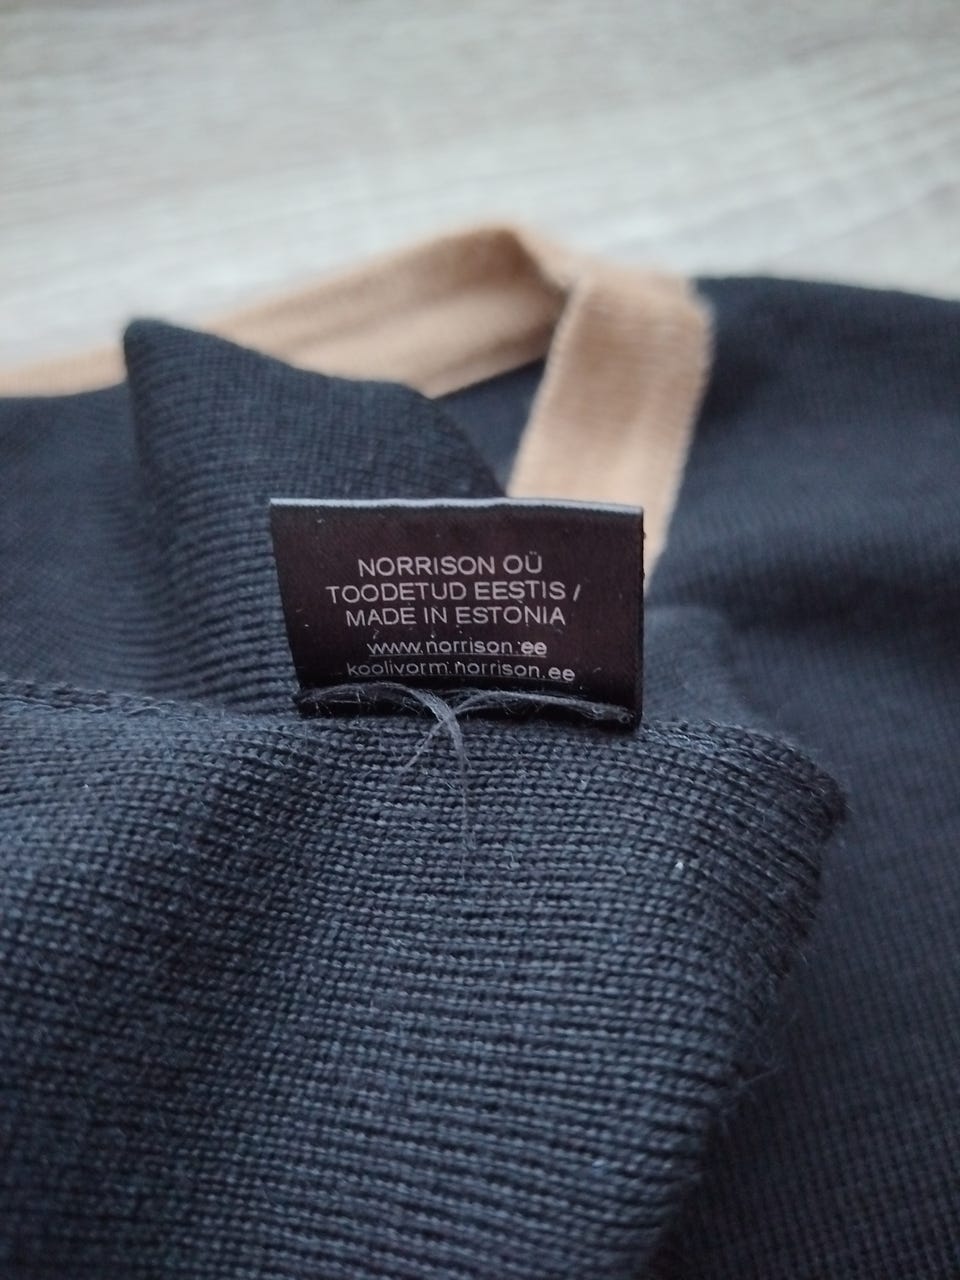 NORRISON OÜ
TOODETUD EESTIS /
MADE IN ESTONIA
www.norrison.ee
koolivorm.norrison.ee